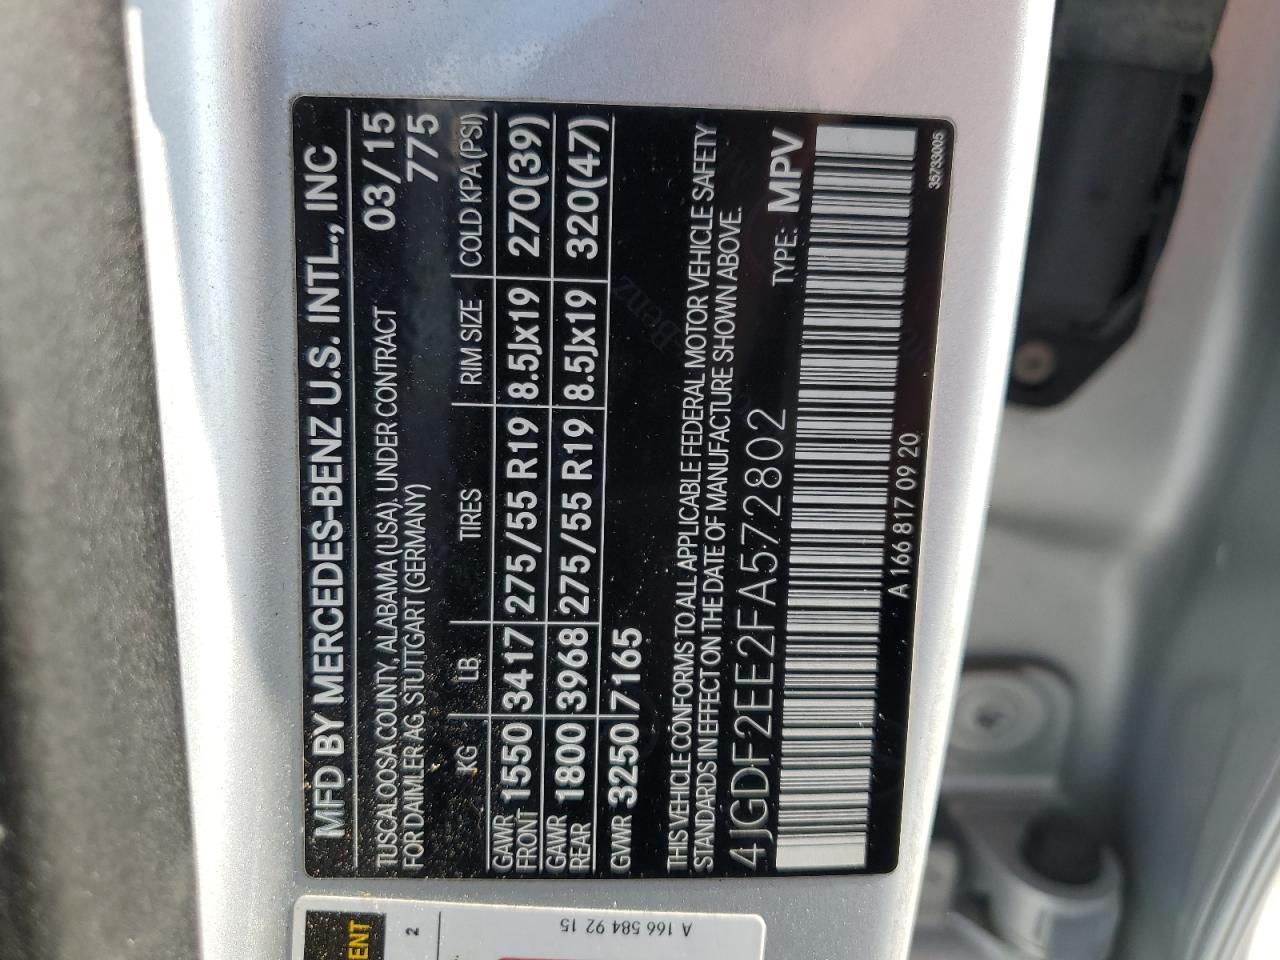 MFD BY MERCEDES-BENZ U.S. INTL., INC
TUSCALOOSA COUNTY, ALABAMA (USA), UNDER CONTRACT 03/15
FOR DAIMLER AG, STUTTGART (GERMANY) 775
KG LB. TIRES RIM SIZE COLD KPA (PSI)
GAWR FRONT 1550 3417 275/55 R19 8.5Jx19 270(39)
GAWR REAR 1800 3968 275/55 R19 8.5Jx19 320(47)
GVWR 3250 7165
THIS VEHICLE CONFORMS TO ALL APPLICABLE FEDERAL MOTOR VEHICLE SAFETY
STANDARDS IN EFFECT ON THE DATE OF MANUFACTURE SHOWN ABOVE.
4JGDF2EE2FA572802 TYPE: MPV
A 166 817 09 20
35733005
ENT
2
A 166 584 92 15